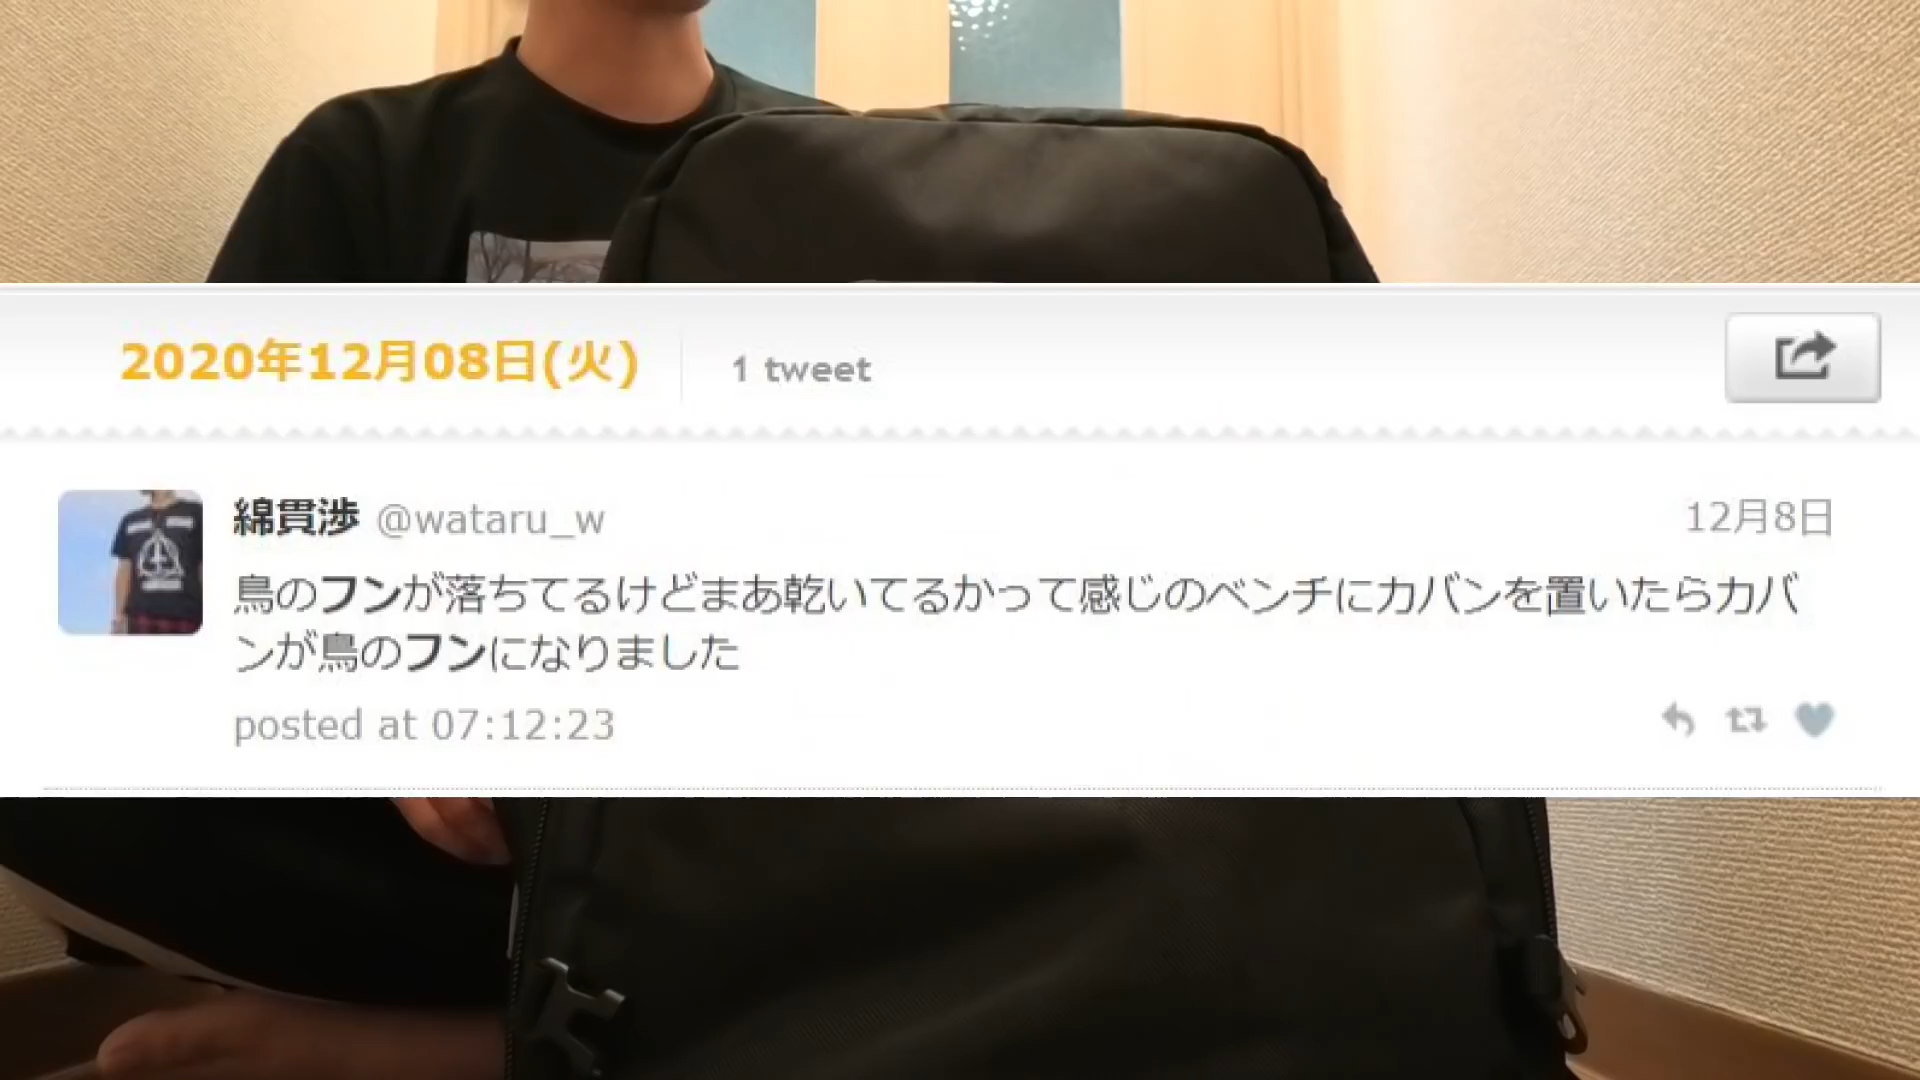 2020年12月08日(火)
1 tweet
綿貫渉 @wataru_w
12月8日
鳥のフンが落ちてるけどまあ乾いてるかって感じのベンチにカバンを置いたらカバ
ンが鳥のフンになりました
posted at 07:12:23